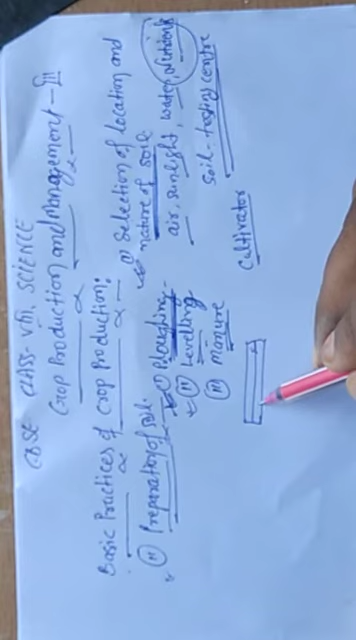 CBSE CLASS-VIII, SCIENCE
Crop Production and Management-II
Basic Practices of Crop Production:
(i) Selection of location and
nature of soil:
air, sunlight, water, nutrients
Soil-testing centre
(ii) Preparation of soil.
(i) Ploughing-
(ii) Levelling
(iii) manure
Cultivator